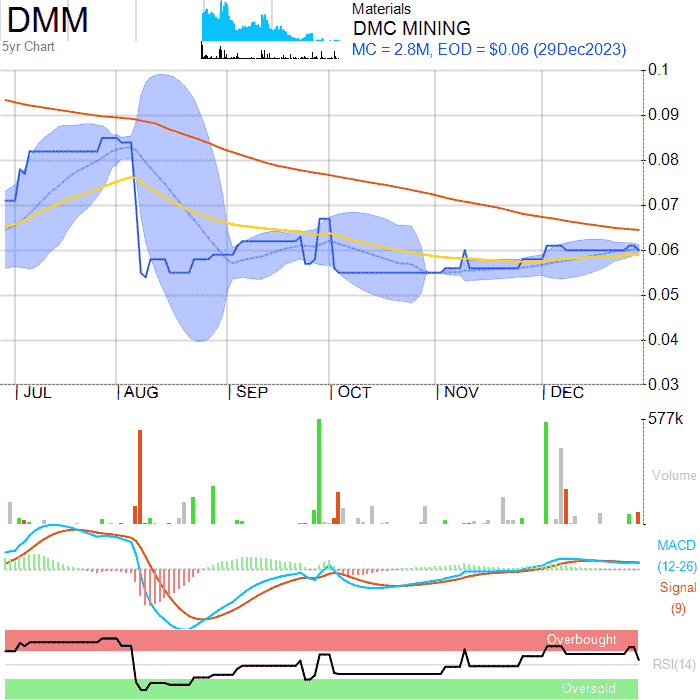 DMM
5yr Chart
Materials
DMC MINING
MC = 2.8M, EOD = $0.06 (29Dec2023)
0.1
0.09
0.08
0.07
0.06
0.05
0.04
0.03
JUL AUG SEP OCT NOV DEC
577k
Volume
MACD
(12-26)
Signal
(9)
Overbought
RSI(14)
Oversold